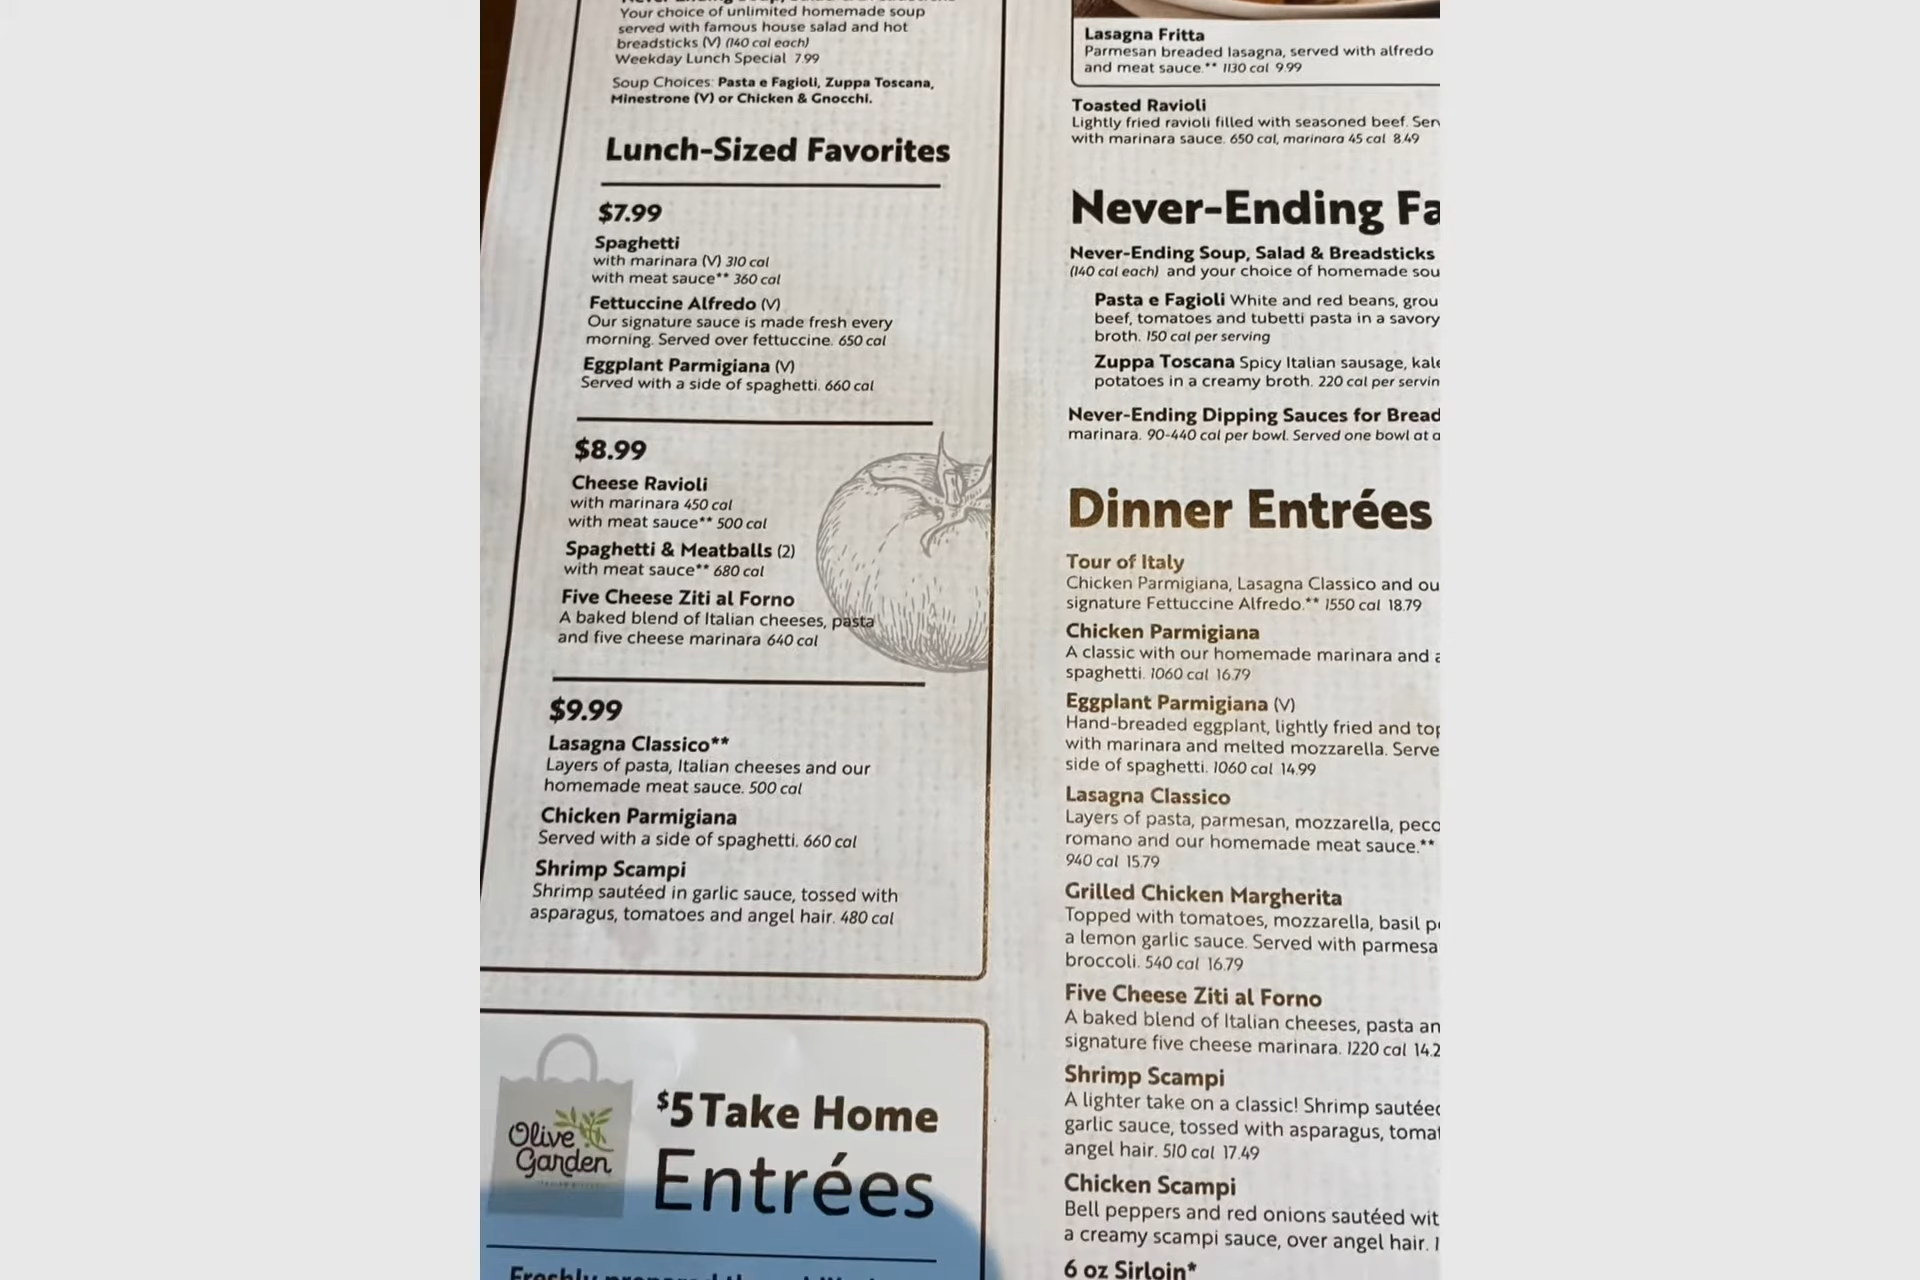 Your choice of unlimited homemade soup
served with famous house salad and hot
breadsticks (V) (140 cal each)
Weekday Lunch Special 7.99
Soup Choices: Pasta e Fagioli, Zuppa Toscana,
Minestrone (V) or Chicken & Gnocchi.
Lunch-Sized Favorites
$7.99
Spaghetti
with marinara (V) 310 cal
with meat sauce** 360 cal
Fettuccine Alfredo (V)
Our signature sauce is made fresh every
morning. Served over fettuccine. 650 cal
Eggplant Parmigiana (V)
Served with a side of spaghetti. 660 cal
$8.99
Cheese Ravioli
with marinara 450 cal
with meat sauce** 500 cal
Spaghetti & Meatballs (2)
with meat sauce** 680 cal
Five Cheese Ziti al Forno
A baked blend of Italian cheeses, pasta
and five cheese marinara 640 cal
$9.99
Lasagna Classico**
Layers of pasta, Italian cheeses and our
homemade meat sauce. 500 cal
Chicken Parmigiana
Served with a side of spaghetti. 660 cal
Shrimp Scampi
Shrimp sautéed in garlic sauce, tossed with
asparagus, tomatoes and angel hair. 480 cal
Olive
Garden
$5 Take Home
Entrées
Lasagna Fritta
Parmesan breaded lasagna, served with alfredo
and meat sauce.** 1130 cal 9.99
Toasted Ravioli
Lightly fried ravioli filled with seasoned beef. Ser
with marinara sauce. 650 cal, marinara 45 cal 8.49
Never-Ending Fa
Never-Ending Soup, Salad & Breadsticks
(140 cal each) and your choice of homemade sou
Pasta e Fagioli White and red beans, grou
beef, tomatoes and tubetti pasta in a savory
broth. 150 cal per serving
Zuppa Toscana Spicy Italian sausage, kale
potatoes in a creamy broth. 220 cal per servin
Never-Ending Dipping Sauces for Bread
marinara. 90-440 cal per bowl. Served one bowl at a
Dinner Entrées
Tour of Italy
Chicken Parmigiana, Lasagna Classico and ou
signature Fettuccine Alfredo.** 1550 cal 18.79
Chicken Parmigiana
A classic with our homemade marinara and a
spaghetti. 1060 cal 16.79
Eggplant Parmigiana (V)
Hand-breaded eggplant, lightly fried and top
with marinara and melted mozzarella. Serve
side of spaghetti. 1060 cal 14.99
Lasagna Classico
Layers of pasta, parmesan, mozzarella, peco
romano and our homemade meat sauce.**
940 cal 15.79
Grilled Chicken Margherita
Topped with tomatoes, mozzarella, basil p
a lemon garlic sauce. Served with parmesa
broccoli. 540 cal 16.79
Five Cheese Ziti al Forno
A baked blend of Italian cheeses, pasta an
signature five cheese marinara. 1220 cal 14.2
Shrimp Scampi
A lighter take on a classic! Shrimp sautéed
garlic sauce, tossed with asparagus, tomat
angel hair. 510 cal 17.49
Chicken Scampi
Bell peppers and red onions sautéed wit
a creamy scampi sauce, over angel hair. 1
6 oz Sirloin*